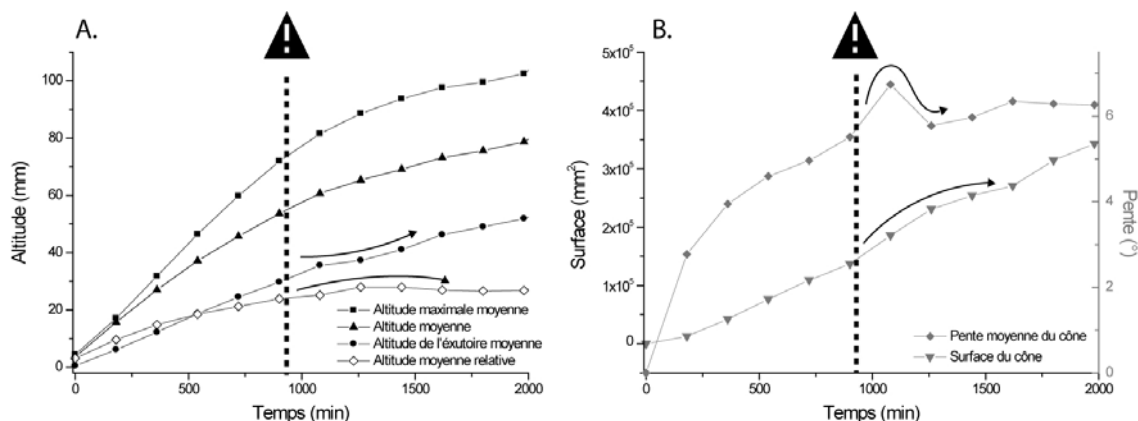 A.
!
120
100
80
60
40
20
0
Altitude (mm)
0 500 1000 1500 2000
Temps (min)
Altitude maximale moyenne
Altitude moyenne
Altitude de l'éxutoire moyenne
Altitude moyenne relative
B.
!
5x10⁵
4x10⁵
3x10⁵
2x10⁵
1x10⁵
0
Surface (mm²)
0 500 1000 1500 2000
Temps (min)
6
4
2
0
Pente (°)
Pente moyenne du cône
Surface du cône